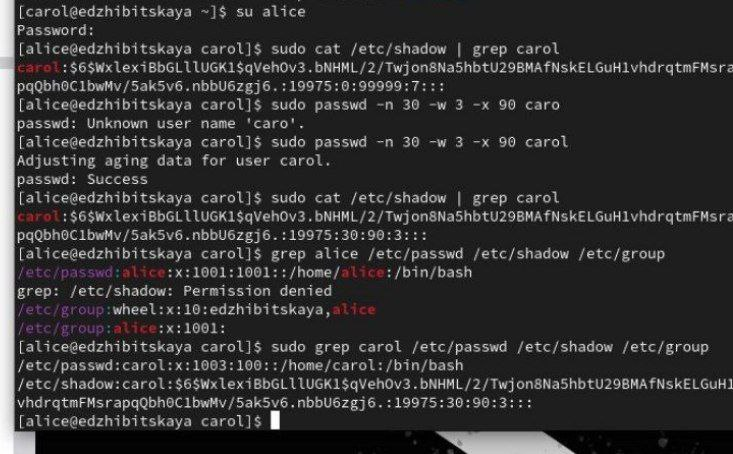 [carol@edzhibitskaya ~]$ su alice
Password:
[alice@edzhibitskaya carol]$ sudo cat /etc/shadow | grep carol
carol:$6$WxlexiBbGLllUGK1$qVehOv3.bNHML/2/Twjon8Na5hbtU29BMAfNskELGuH1vhdrqtmFMsra
pqQbh0C1bwMv/5ak5v6.nbbU6zgj6.:19975:0:99999:7:::
[alice@edzhibitskaya carol]$ sudo passwd -n 30 -w 3 -x 90 caro
passwd: Unknown user name 'caro'.
[alice@edzhibitskaya carol]$ sudo passwd -n 30 -w 3 -x 90 carol
Adjusting aging data for user carol.
passwd: Success
[alice@edzhibitskaya carol]$ sudo cat /etc/shadow | grep carol
carol:$6$WxlexiBbGLllUGK1$qVehOv3.bNHML/2/Twjon8Na5hbtU29BMAfNskELGuH1vhdrqtmFMsra
pqQbh0C1bwMv/5ak5v6.nbbU6zgj6.:19975:30:90:3:::
[alice@edzhibitskaya carol]$ grep alice /etc/passwd /etc/shadow /etc/group
/etc/passwd:alice:x:1001:1001::/home/alice:/bin/bash
grep: /etc/shadow: Permission denied
/etc/group:wheel:x:10:edzhibitskaya,alice
/etc/group:alice:x:1001:
[alice@edzhibitskaya carol]$ sudo grep carol /etc/passwd /etc/shadow /etc/group
/etc/passwd:carol:x:1003:100::/home/carol:/bin/bash
/etc/shadow:carol:$6$WxlexiBbGLllUGK1$qVehOv3.bNHML/2/Twjon8Na5hbtU29BMAfNskELGuH1
vhdrqtmFMsrapqQbh0C1bwMv/5ak5v6.nbbU6zgj6.:19975:30:90:3:::
[alice@edzhibitskaya carol]$